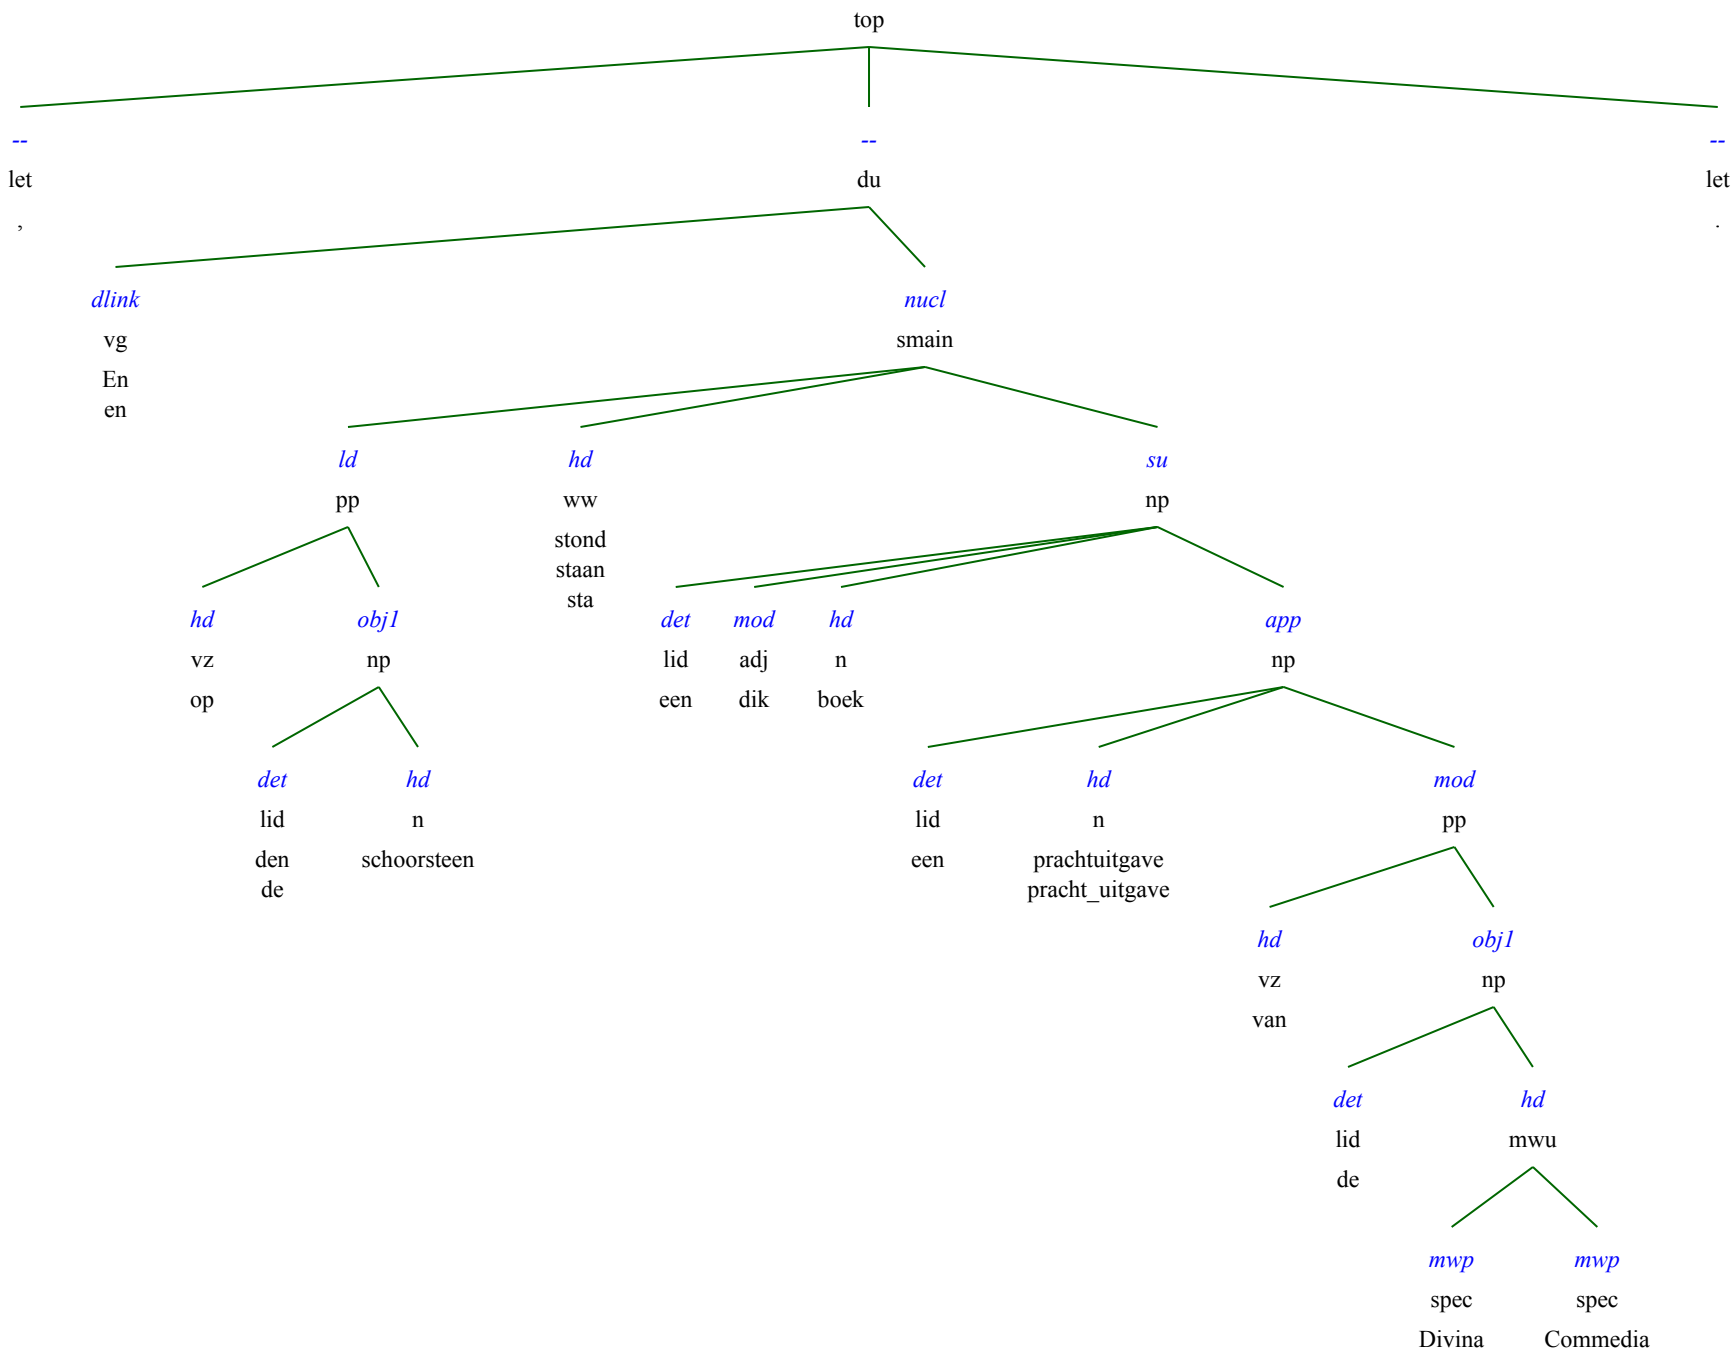 top
-- -- --
let du let
, .
dlink nucl
vg smain
En
en
ld hd su
pp ww np
stond
staan
sta
hd obj1 det mod hd app
vz np lid adj n np
op een dik boek
det hd det hd mod
lid n lid n pp
den schoorsteen een prachtuitgave
de pracht_uitgave
hd obj1
vz np
van
det hd
lid mwu
de
mwp mwp
spec spec
Divina Commedia